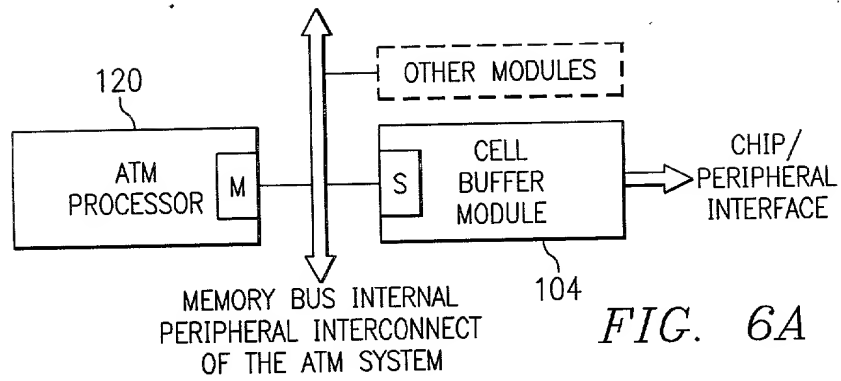 120
OTHER MODULES
ATM
PROCESSOR
M
S
CELL
BUFFER
MODULE
CHIP/
PERIPHERAL
INTERFACE
104
MEMORY BUS INTERNAL
PERIPHERAL INTERCONNECT
OF THE ATM SYSTEM
FIG. 6A